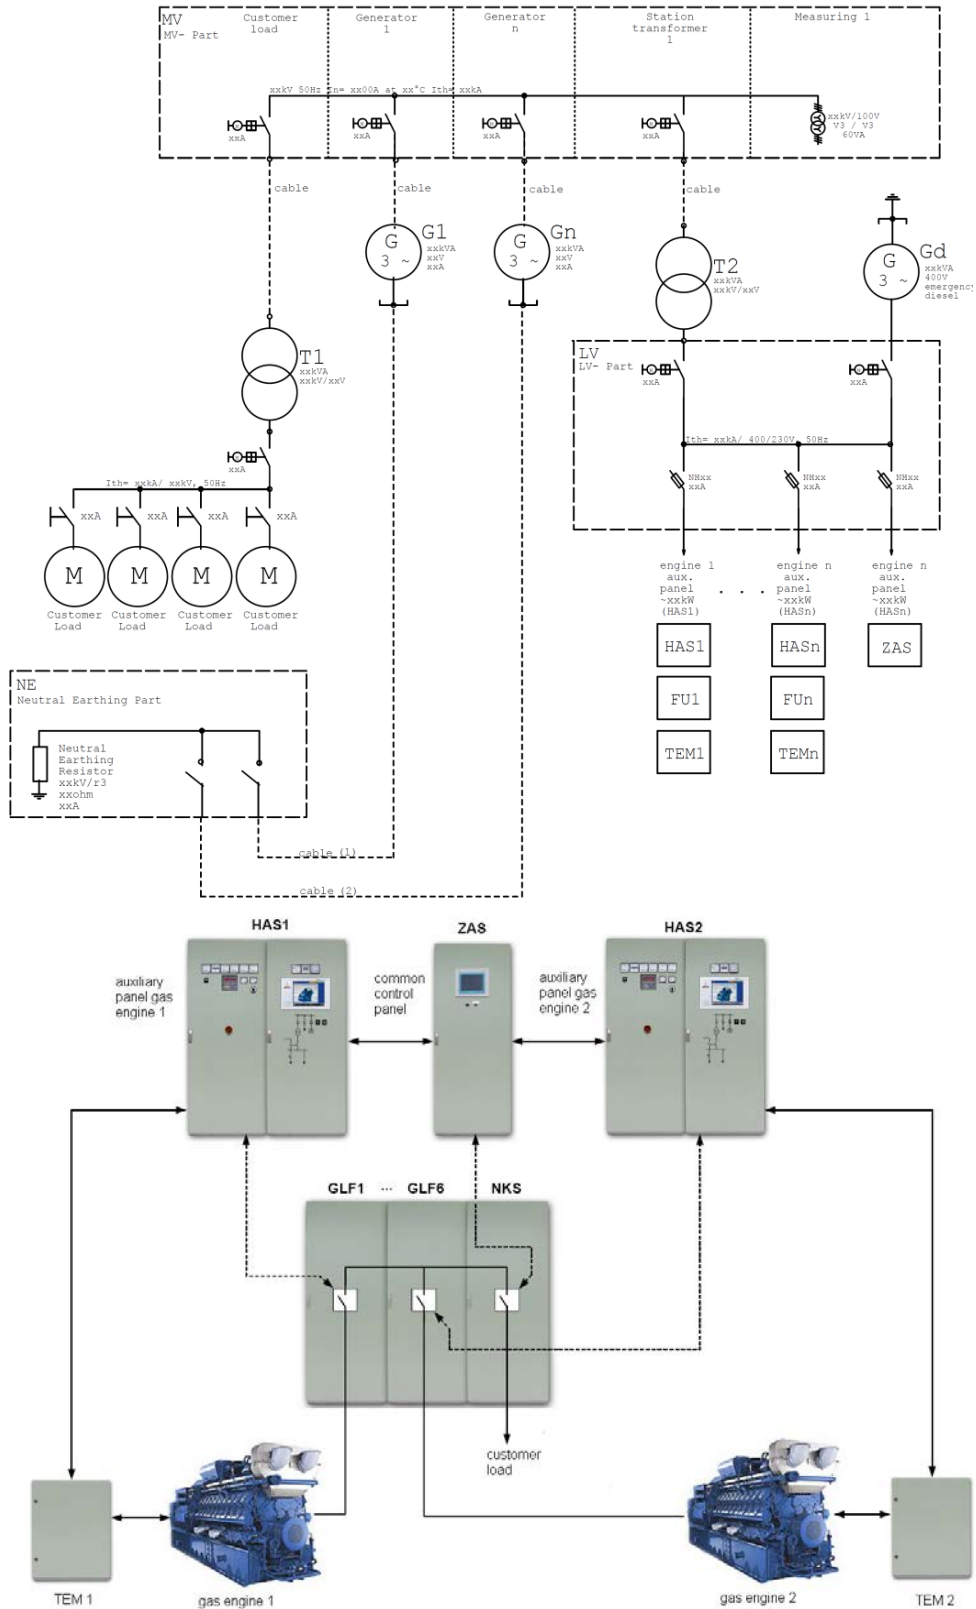 MV
MV- Part
Customer
load
Generator
1
Generator
n
Station
transformer
1
Measuring 1
xxkV 50Hz In= xx00A at xx°C Ith= xxkA
xxA
xxA
xxA
xxA
xxkV/100V
V3 / V3
60VA
cable
cable
cable
cable
G
3 ~
G1
xxkVA
xxV
xxA
G
3 ~
Gn
xxkVA
xxV
xxA
T2
xxkVA
xxkV/xxV
G
3 ~
Gd
xxkVA
400V
emergency
diesel
T1
xxkVA
xxkV/xxV
LV
LV- Part
xxA
xxA
Ith= xxkA/ 400/230V, 50Hz
NHxx
xxA
NHxx
xxA
NHxx
xxA
xxA
Ith= xxkA/ xxkV, 50Hz
xxA
xxA
xxA
xxA
M
M
M
M
Customer
Load
Customer
Load
Customer
Load
Customer
Load
engine 1
aux.
panel
~xxkW
(HAS1)
. . .
engine n
aux.
panel
~xxkW
(HASn)
engine n
aux.
panel
~xxkW
(HASn)
HAS1
HASn
ZAS
FU1
FUn
TEM1
TEMn
NE
Neutral Earthing Part
Neutral
Earthing
Resistor
xxkV/r3
xxohm
xxA
cable (1)
cable (2)
HAS1
ZAS
HAS2
auxiliary
panel gas
engine 1
common
control
panel
auxiliary
panel gas
engine 2
GLF1 ... GLF6 NKS
customer
load
TEM 1
gas engine 1
gas engine 2
TEM 2